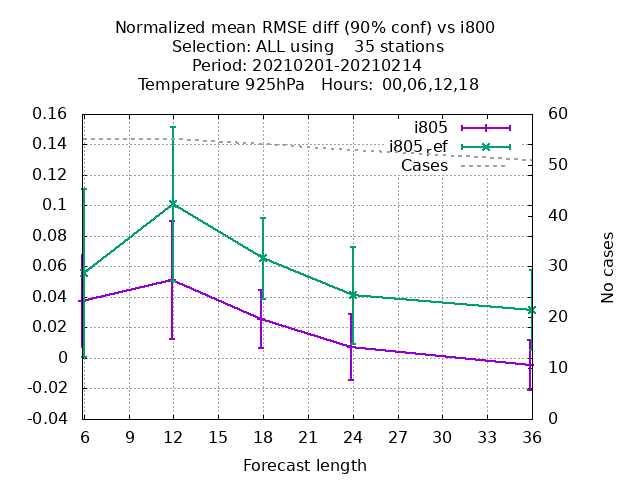 Normalized mean RMSE diff (90% conf) vs i800
Selection: ALL using 35 stations
Period: 20210201-20210214
Temperature 925hPa Hours: 00,06,12,18
i805
i805_ref
Cases
0.16
0.14
0.12
0.1
0.08
0.06
0.04
0.02
0
-0.02
-0.04
60
50
40
30
20
10
0
No cases
6 9 12 15 18 21 24 27 30 33 36
Forecast length